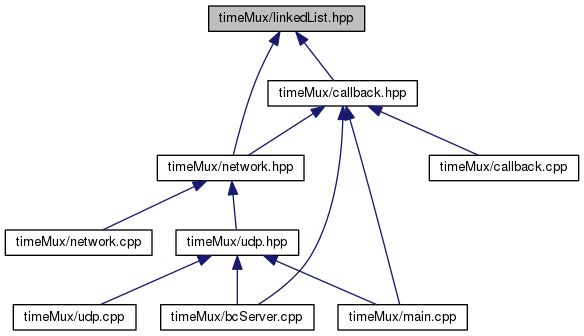 timeMux/linkedList.hpp
timeMux/callback.hpp
timeMux/network.hpp
timeMux/callback.cpp
timeMux/network.cpp
timeMux/udp.hpp
timeMux/udp.cpp
timeMux/bcServer.cpp
timeMux/main.cpp